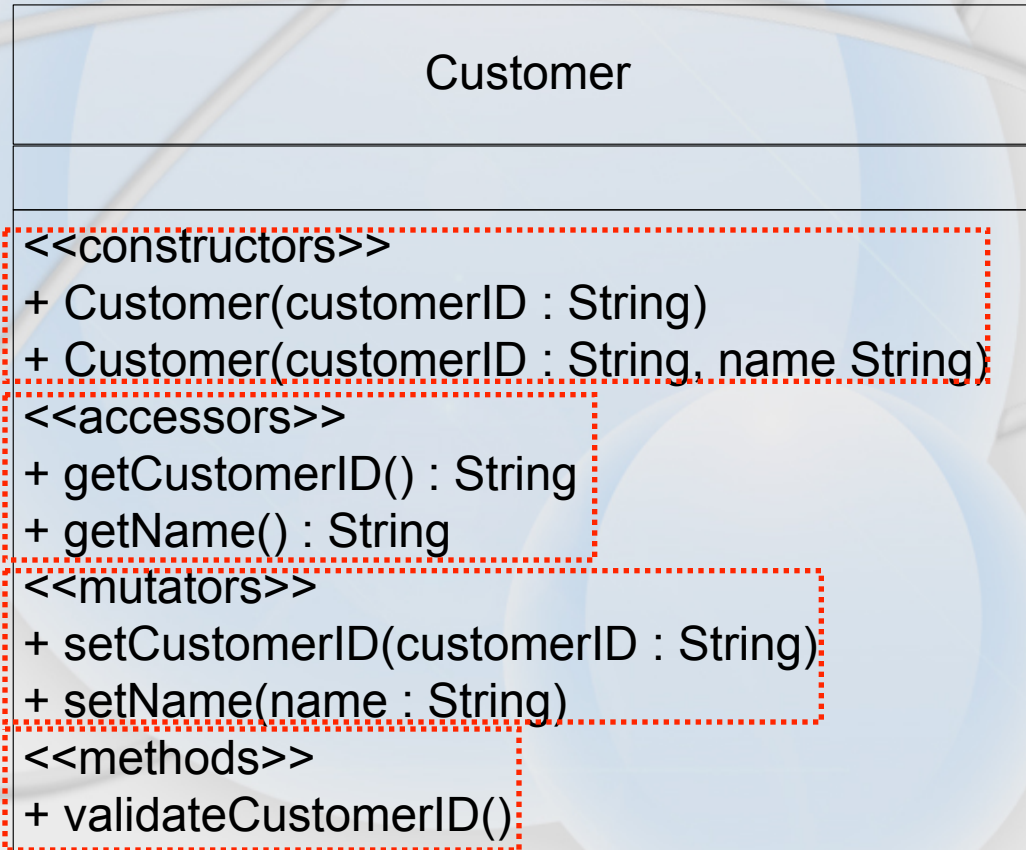 Customer
<<constructors>>
+ Customer(customerID : String)
+ Customer(customerID : String, name String)
<<accessors>>
+ getCustomerID() : String
+ getName() : String
<<mutators>>
+ setCustomerID(customerID : String)
+ setName(name : String)
<<methods>>
+ validateCustomerID()